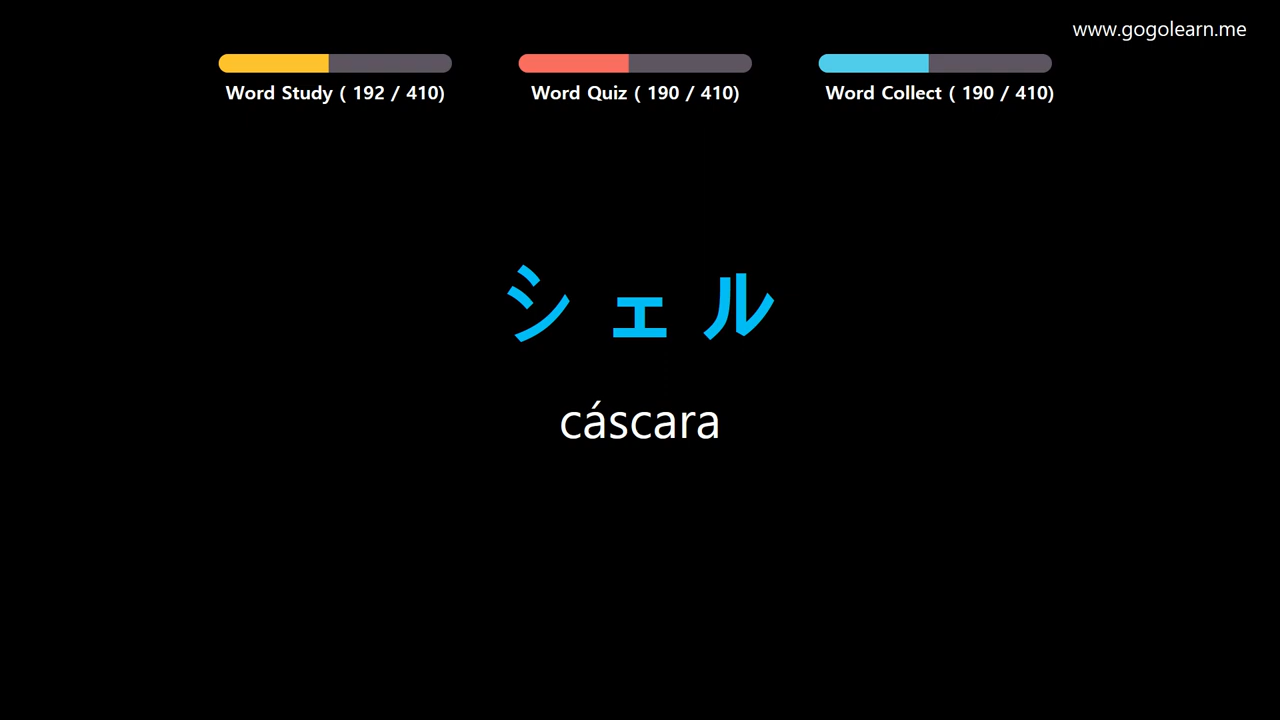 www.gogolearn.me
Word Study ( 192 / 410)
Word Quiz ( 190 / 410)
Word Collect ( 190 / 410)
シェル
cáscara